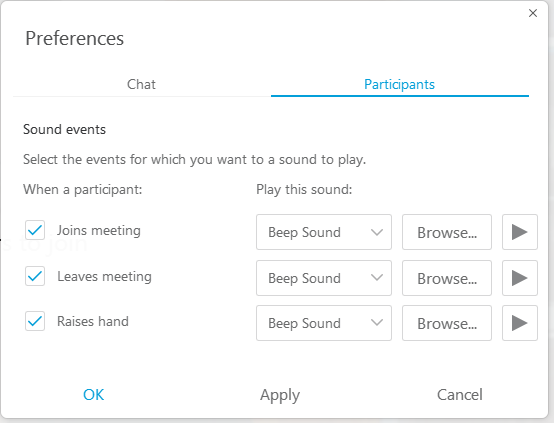 Preferences
Chat Participants
Sound events
Select the events for which you want to a sound to play.
When a participant: Play this sound:
Joins meeting Beep Sound Browse...
Leaves meeting Beep Sound Browse...
Raises hand Beep Sound Browse...
OK Apply Cancel